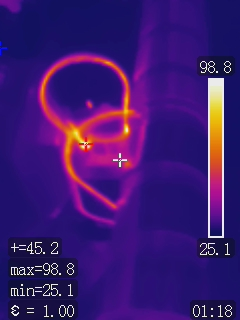 98.8
25.1
+=45.2
max=98.8
min=25.1
ε = 1.00
01:18